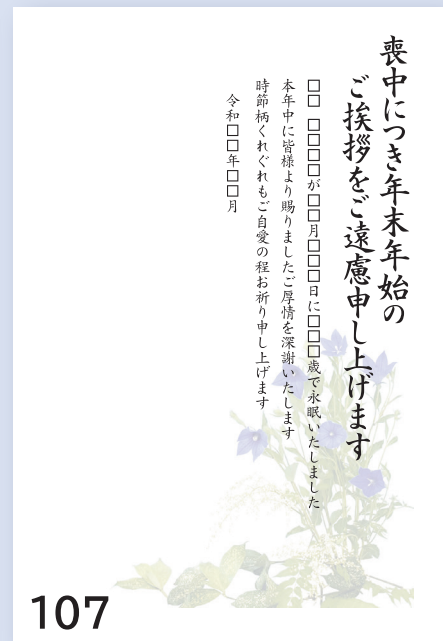 喪中につき年末年始の
ご挨拶をご遠慮申し上げます
□□ □□□□が□□月□□□日に□□□歳で永眠いたしました
本年中に皆様より賜りましたご厚情を深謝いたします
時節柄くれぐれもご自愛の程お祈り申し上げます
令和□□年□□月
107